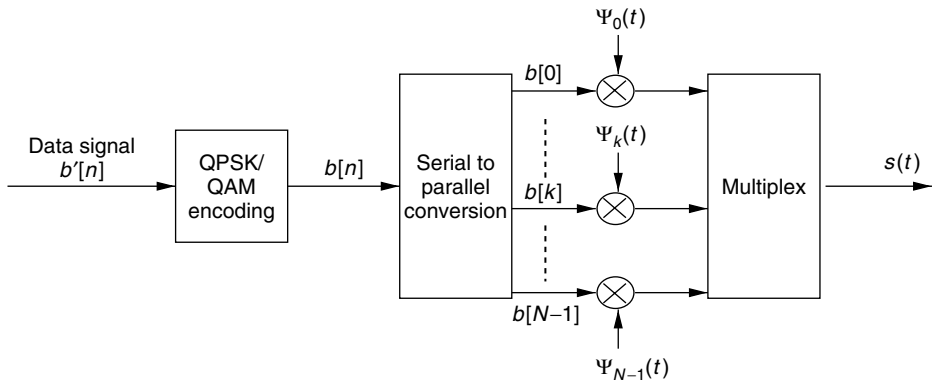 Ψ0(t)
b[0]
Data signal
b′[n]
QPSK/
QAM
encoding
b[n]
Serial to
parallel
conversion
Ψk(t)
b[k]
Multiplex
s(t)
b[N−1]
ΨN−1(t)